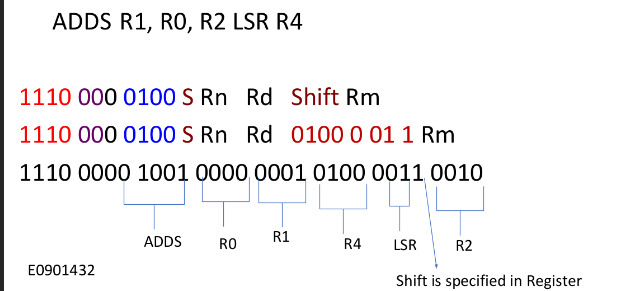 ADDS R1, R0, R2 LSR R4
1110 000 0100 S Rn Rd Shift Rm
1110 000 0100 S Rn Rd 0100 0 01 1 Rm
1110 0000 1001 0000 0001 0100 0011 0010
ADDS R0 R1 R4 LSR R2
E0901432
Shift is specified in Register